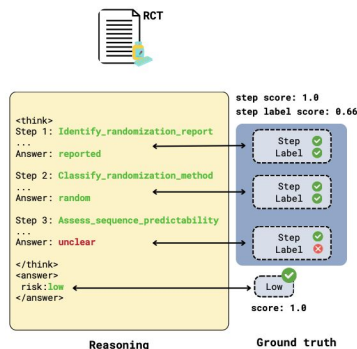 RCT
step score: 1.0
step label score: 0.66
<think>
Step 1: Identify_randomization_report
...
Answer: reported
Step
Label
Step 2: Classify_randomization_method
...
Answer: random
Step
Label
Step 3: Assess_sequence_predictability
...
Answer: unclear
Step
Label
</think>
<answer>
risk:low
</answer>
Low
score: 1.0
Reasoning
Ground truth